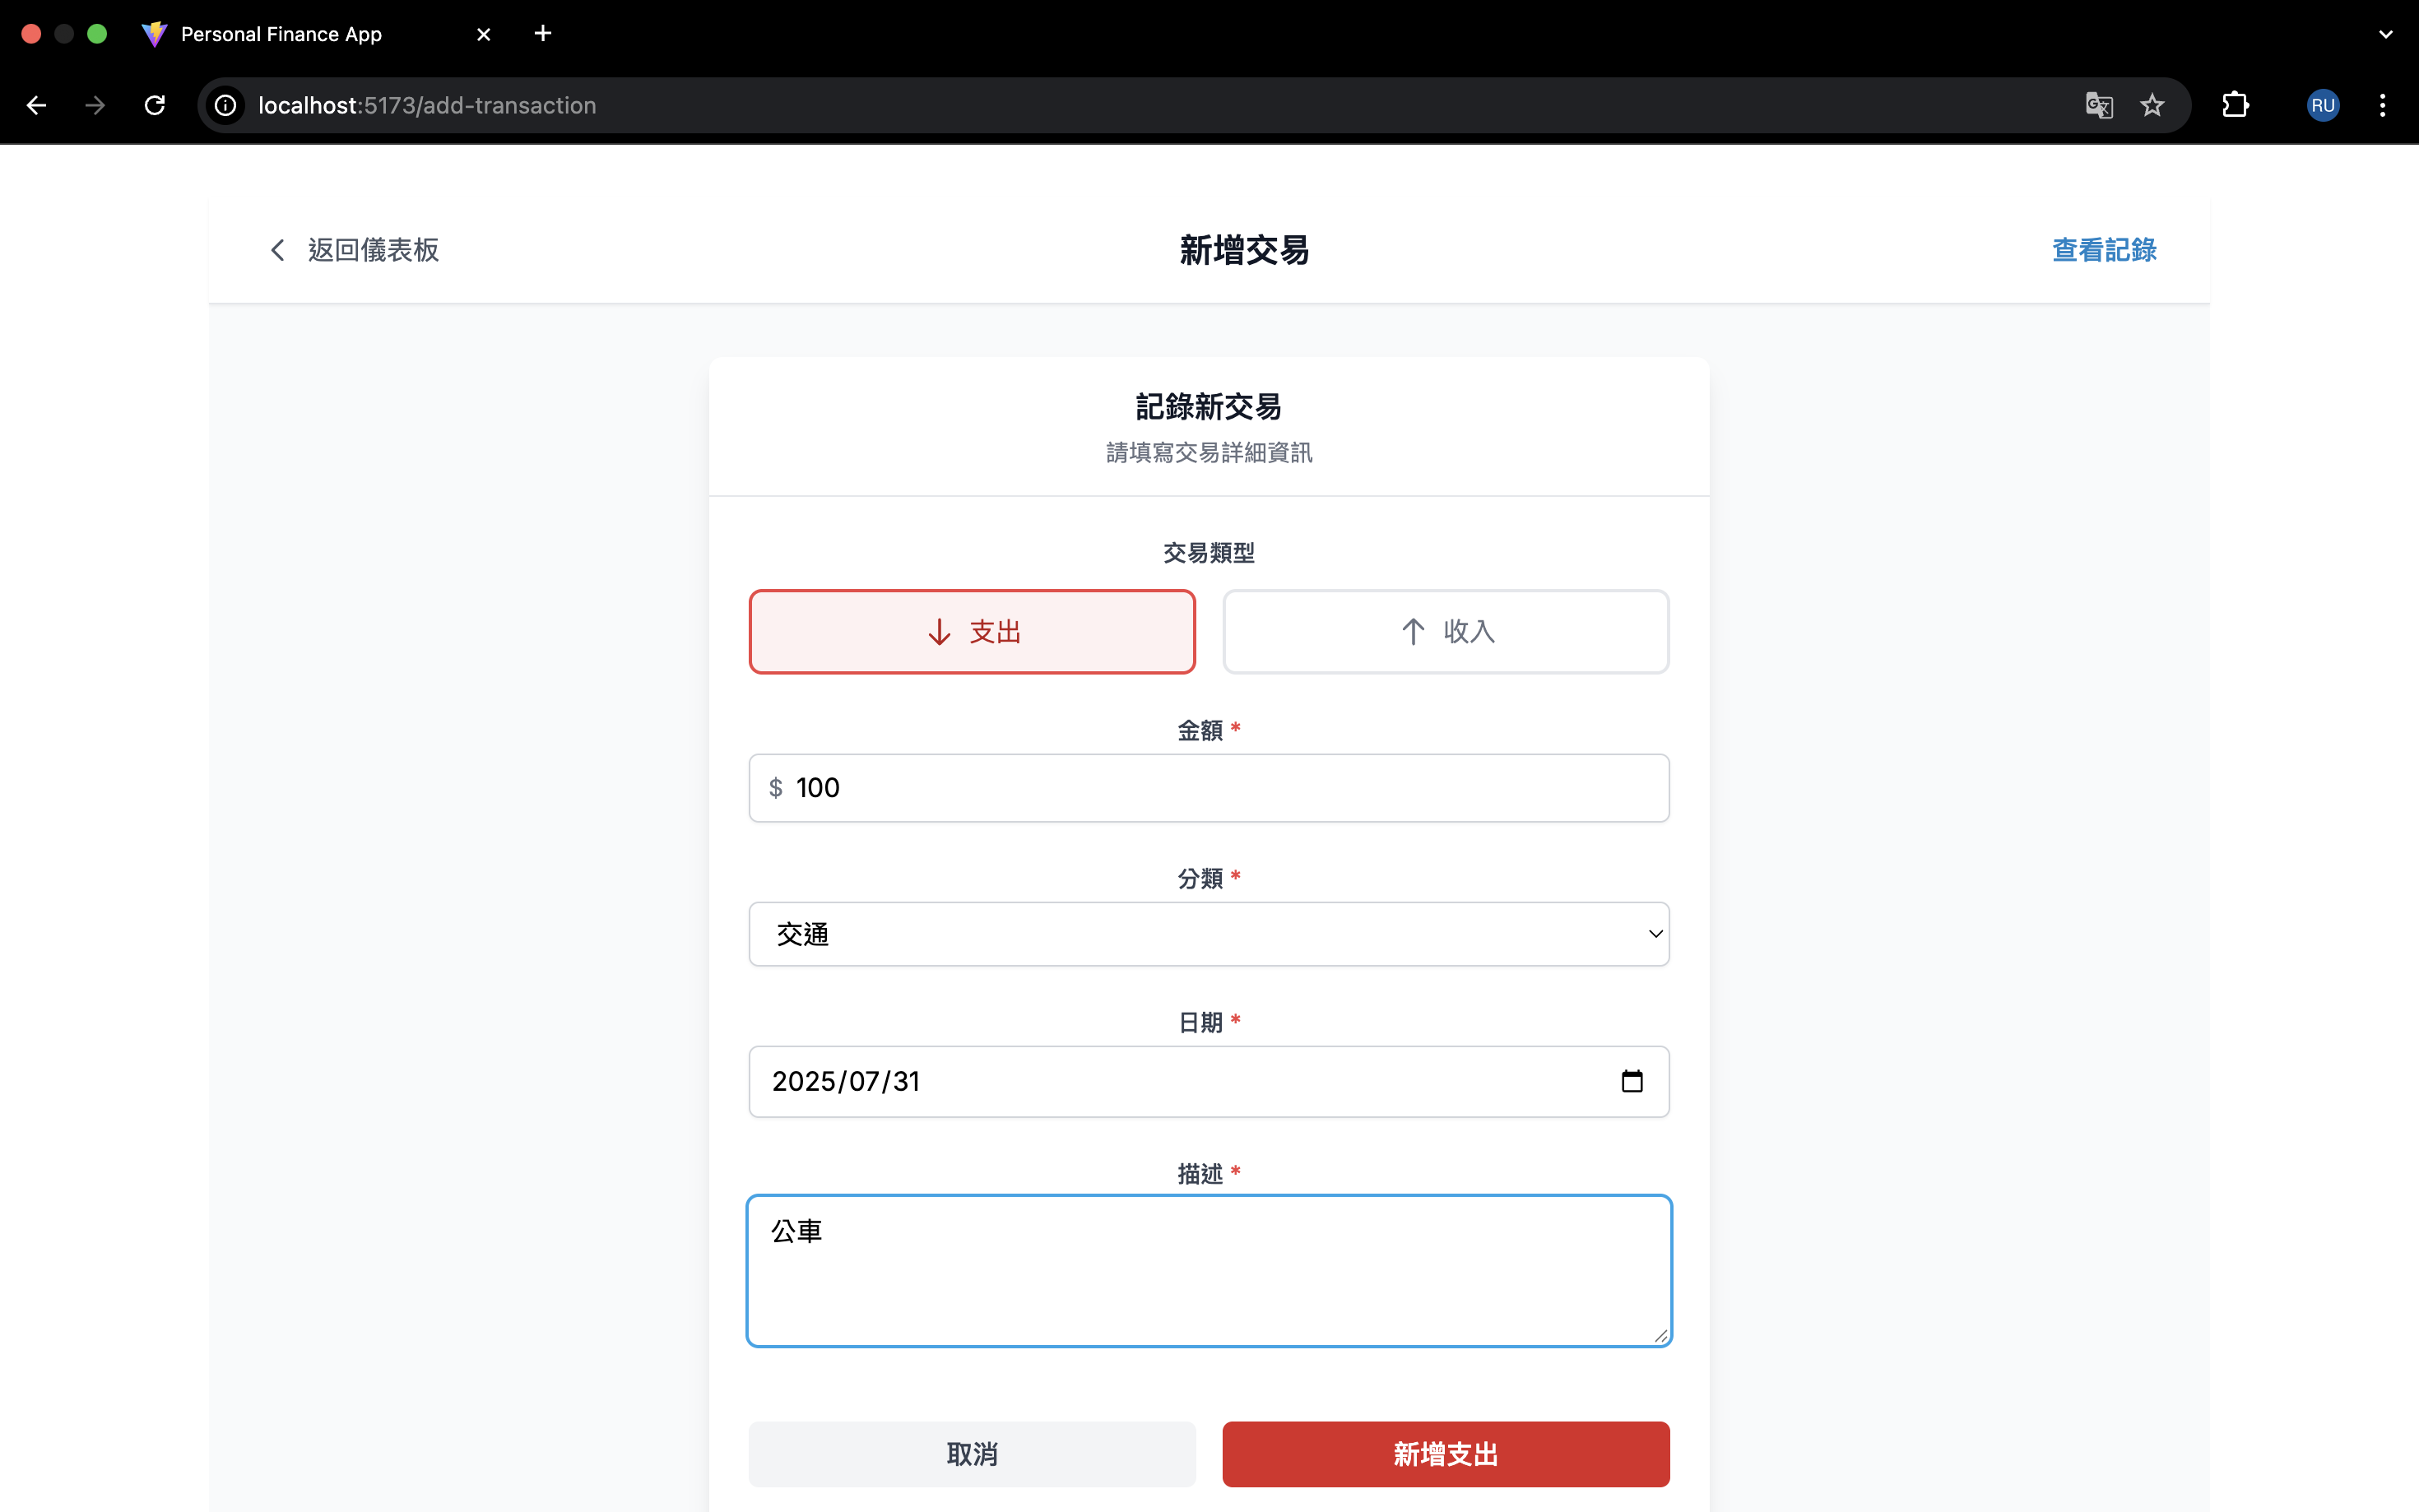 Personal Finance App
localhost:5173/add-transaction
RU
返回儀表板
新增交易
查看記錄
記錄新交易
請填寫交易詳細資訊
交易類型
↓ 支出
↑ 收入
金額 *
$ 100
分類 *
交通
日期 *
2025/07/31
描述 *
公車
取消
新增支出